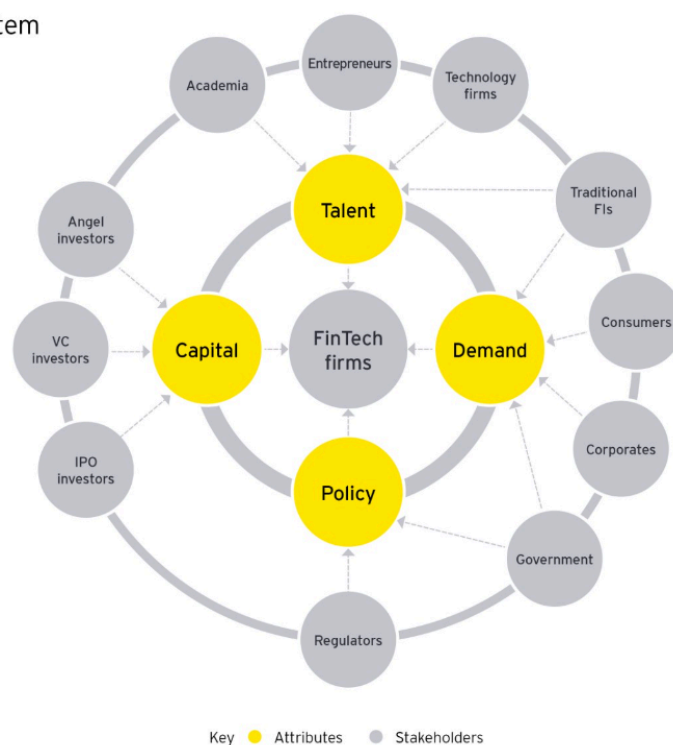 Entrepreneurs
Academia
Technology
firms
Talent
Traditional
FIs
Angel
investors
Consumers
VC
investors
Capital
FinTech
firms
Demand
IPO
investors
Corporates
Policy
Government
Regulators
Key Attributes Stakeholders